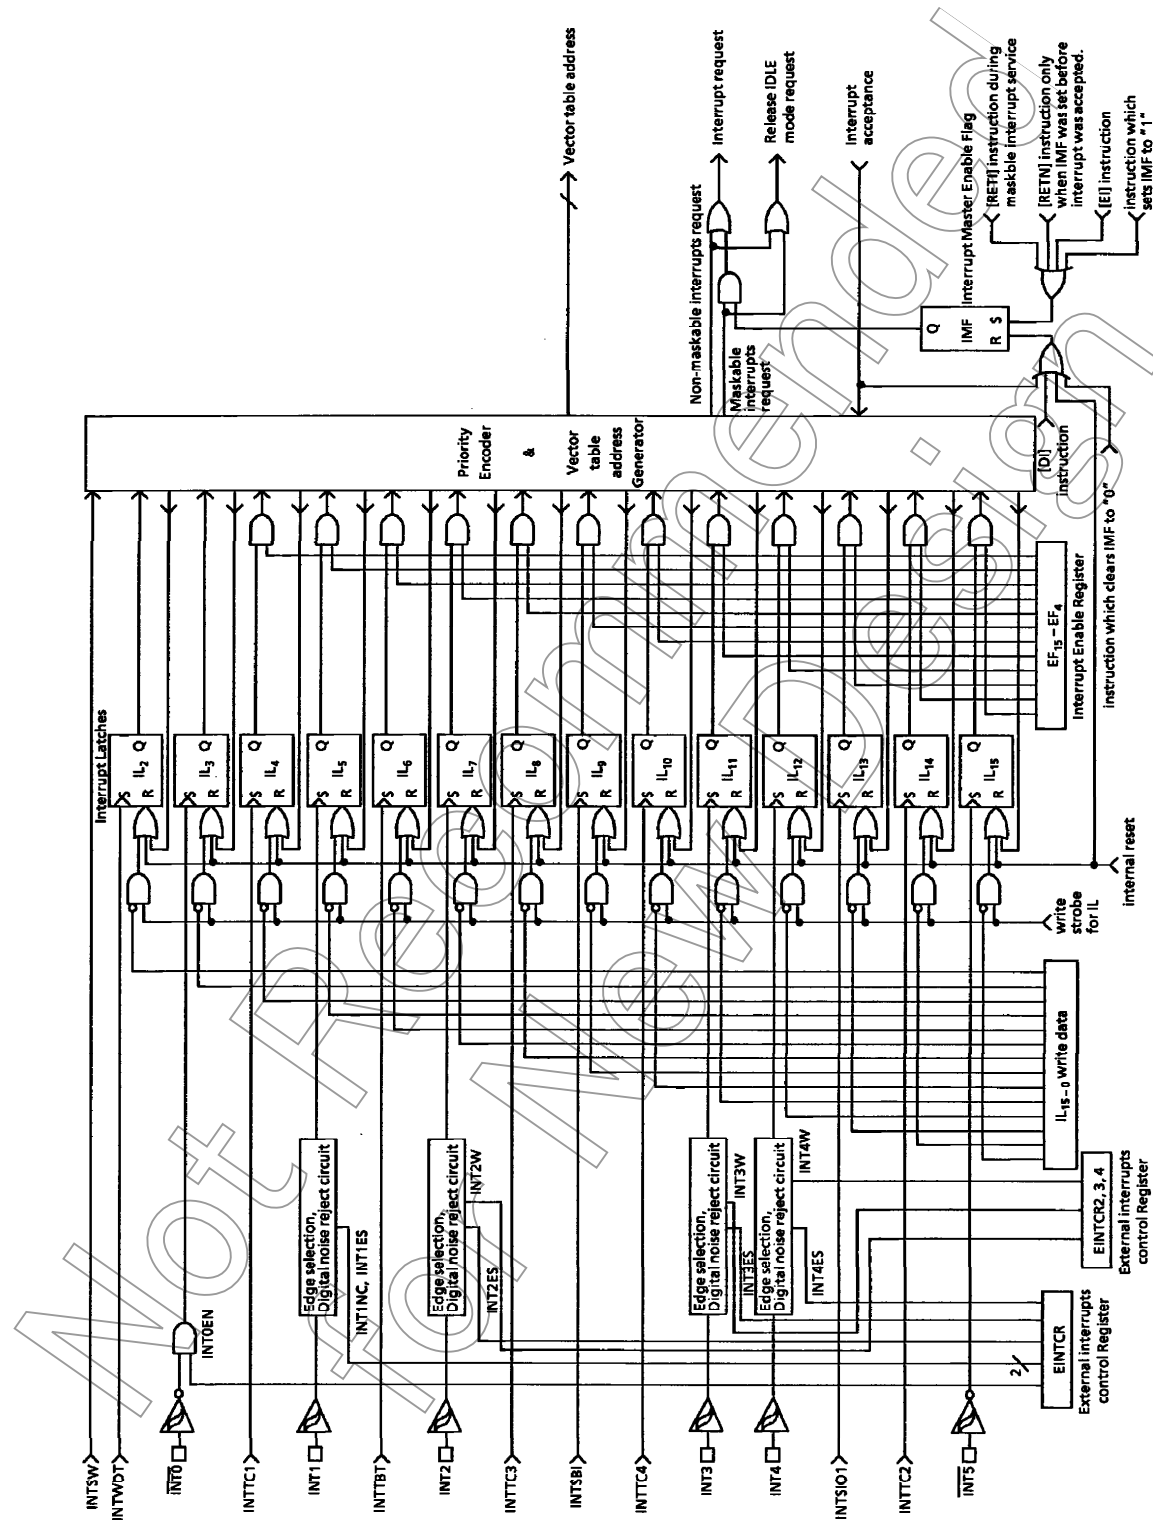 Not Recommended
for New Design
Vector table address
Interrupt request
Release IDLE
mode request
Interrupt
acceptance
[RETI] instruction during
maskble interrupt service
[RETN] instruction only
when IMF was set before
interrupt was accepted.
[EI] instruction
instruction which
sets IMF to "1"
Non-maskable interrupts request
Maskable
interrupts
request
Interrupt Master Enable Flag
Q
IMF
R S
[DI]
instruction
instruction which clears IMF to "0"
Priority
Encoder
&
Vector
table
address
Generator
EF15 – EF4
Interrupt Enable Register
Interrupt Latches
S IL2 Q
R
S IL3 Q
R
S IL4 Q
R
S IL5 Q
R
S IL6 Q
R
S IL7 Q
R
S IL8 Q
R
S IL9 Q
R
S IL10 Q
R
S IL11 Q
R
S IL12 Q
R
S IL13 Q
R
S IL14 Q
R
S IL15 Q
R
internal reset
write
strobe
for IL
IL15 – 0 write data
Edge selection,
Digital noise reject circuit
INT1NC, INT1ES
Edge selection,
Digital noise reject circuit
INT2W
INT2ES
Edge selection,
Digital noise reject circuit
INT3W
INT3ES
Edge selection,
Digital noise reject circuit
INT4W
INT4ES
EINTCR2, 3, 4
External interrupts
control Register
INT0EN
2
EINTCR
External interrupts
control Register
INTSW
INTWDT
INT0
INTTC1
INT1
INTTBT
INT2
INTTC3
INTSBI
INTTC4
INT3
INT4
INTSIO1
INTTC2
INT5